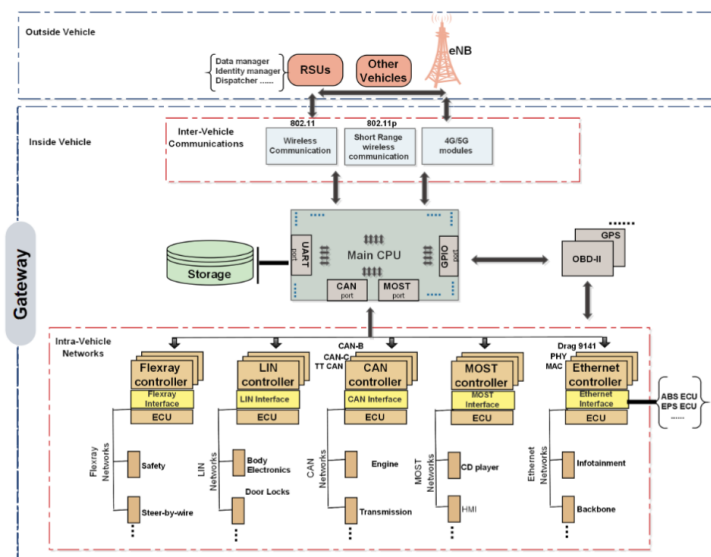 Outside Vehicle
Data manager
Identity manager
Dispatcher ......
RSUs
Other
Vehicles
eNB
Inside Vehicle
Inter-Vehicle
Communications
802.11
Wireless
Communication
802.11p
Short Range
wireless
communication
4G/5G
modules
Gateway
Storage
UART
port
Main CPU
GPIO
port
CAN
port
MOST
port
GPS
OBD-II
Intra-Vehicle
Networks
CAN-B
CAN-C
TT CAN
Drag 9141
PHY
MAC
Flexray
controller
Flexray
Interface
ECU
LIN
controller
LIN Interface
ECU
CAN
controller
CAN Interface
ECU
MOST
controller
MOST
Interface
ECU
Ethernet
controller
Ethernet
Interface
ECU
ABS ECU
EPS ECU
......
Flexray
Networks
Safety
Steer-by-wire
LIN
Networks
Body
Electronics
Door Locks
CAN
Networks
Engine
Transmission
MOST
Networks
CD player
HMI
Ethernet
Networks
Infotainment
Backbone